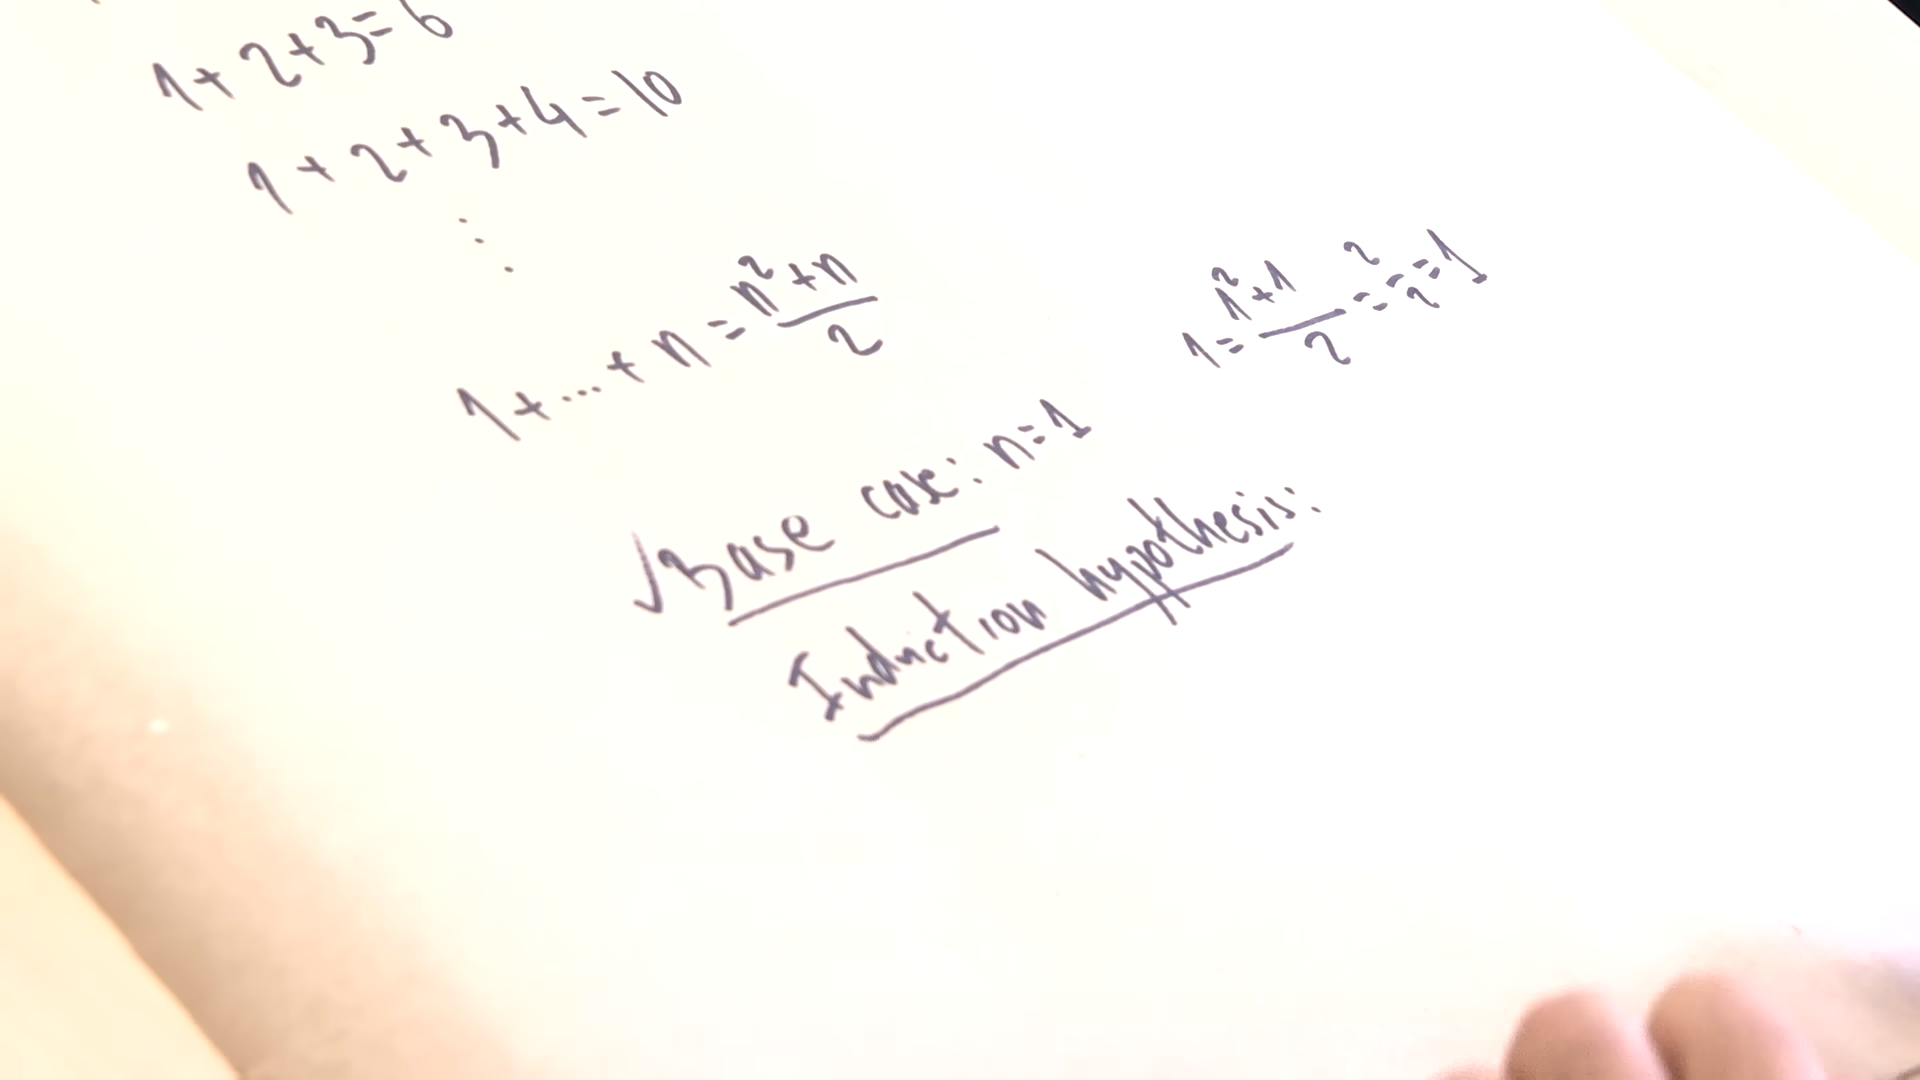 1+2+3=6
1+2+3+4=10
⋮
1+...+n=n²+n/2
1=1²+1/2=2/2=1
√Base case: n=1
Induction hypothesis: